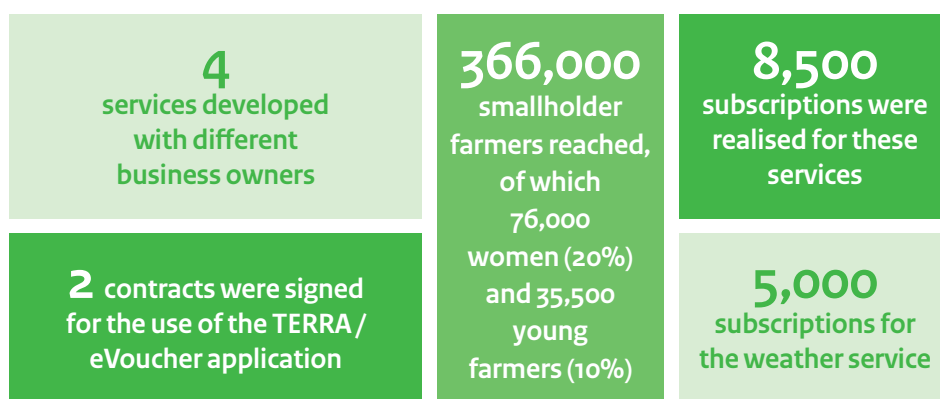 4
services developed
with different
business owners
2 contracts were signed
for the use of the TERRA /
eVoucher application
366,000
smallholder
farmers reached,
of which
76,000
women (20%)
and 35,500
young
farmers (10%)
8,500
subscriptions were
realised for these
services
5,000
subscriptions for
the weather service